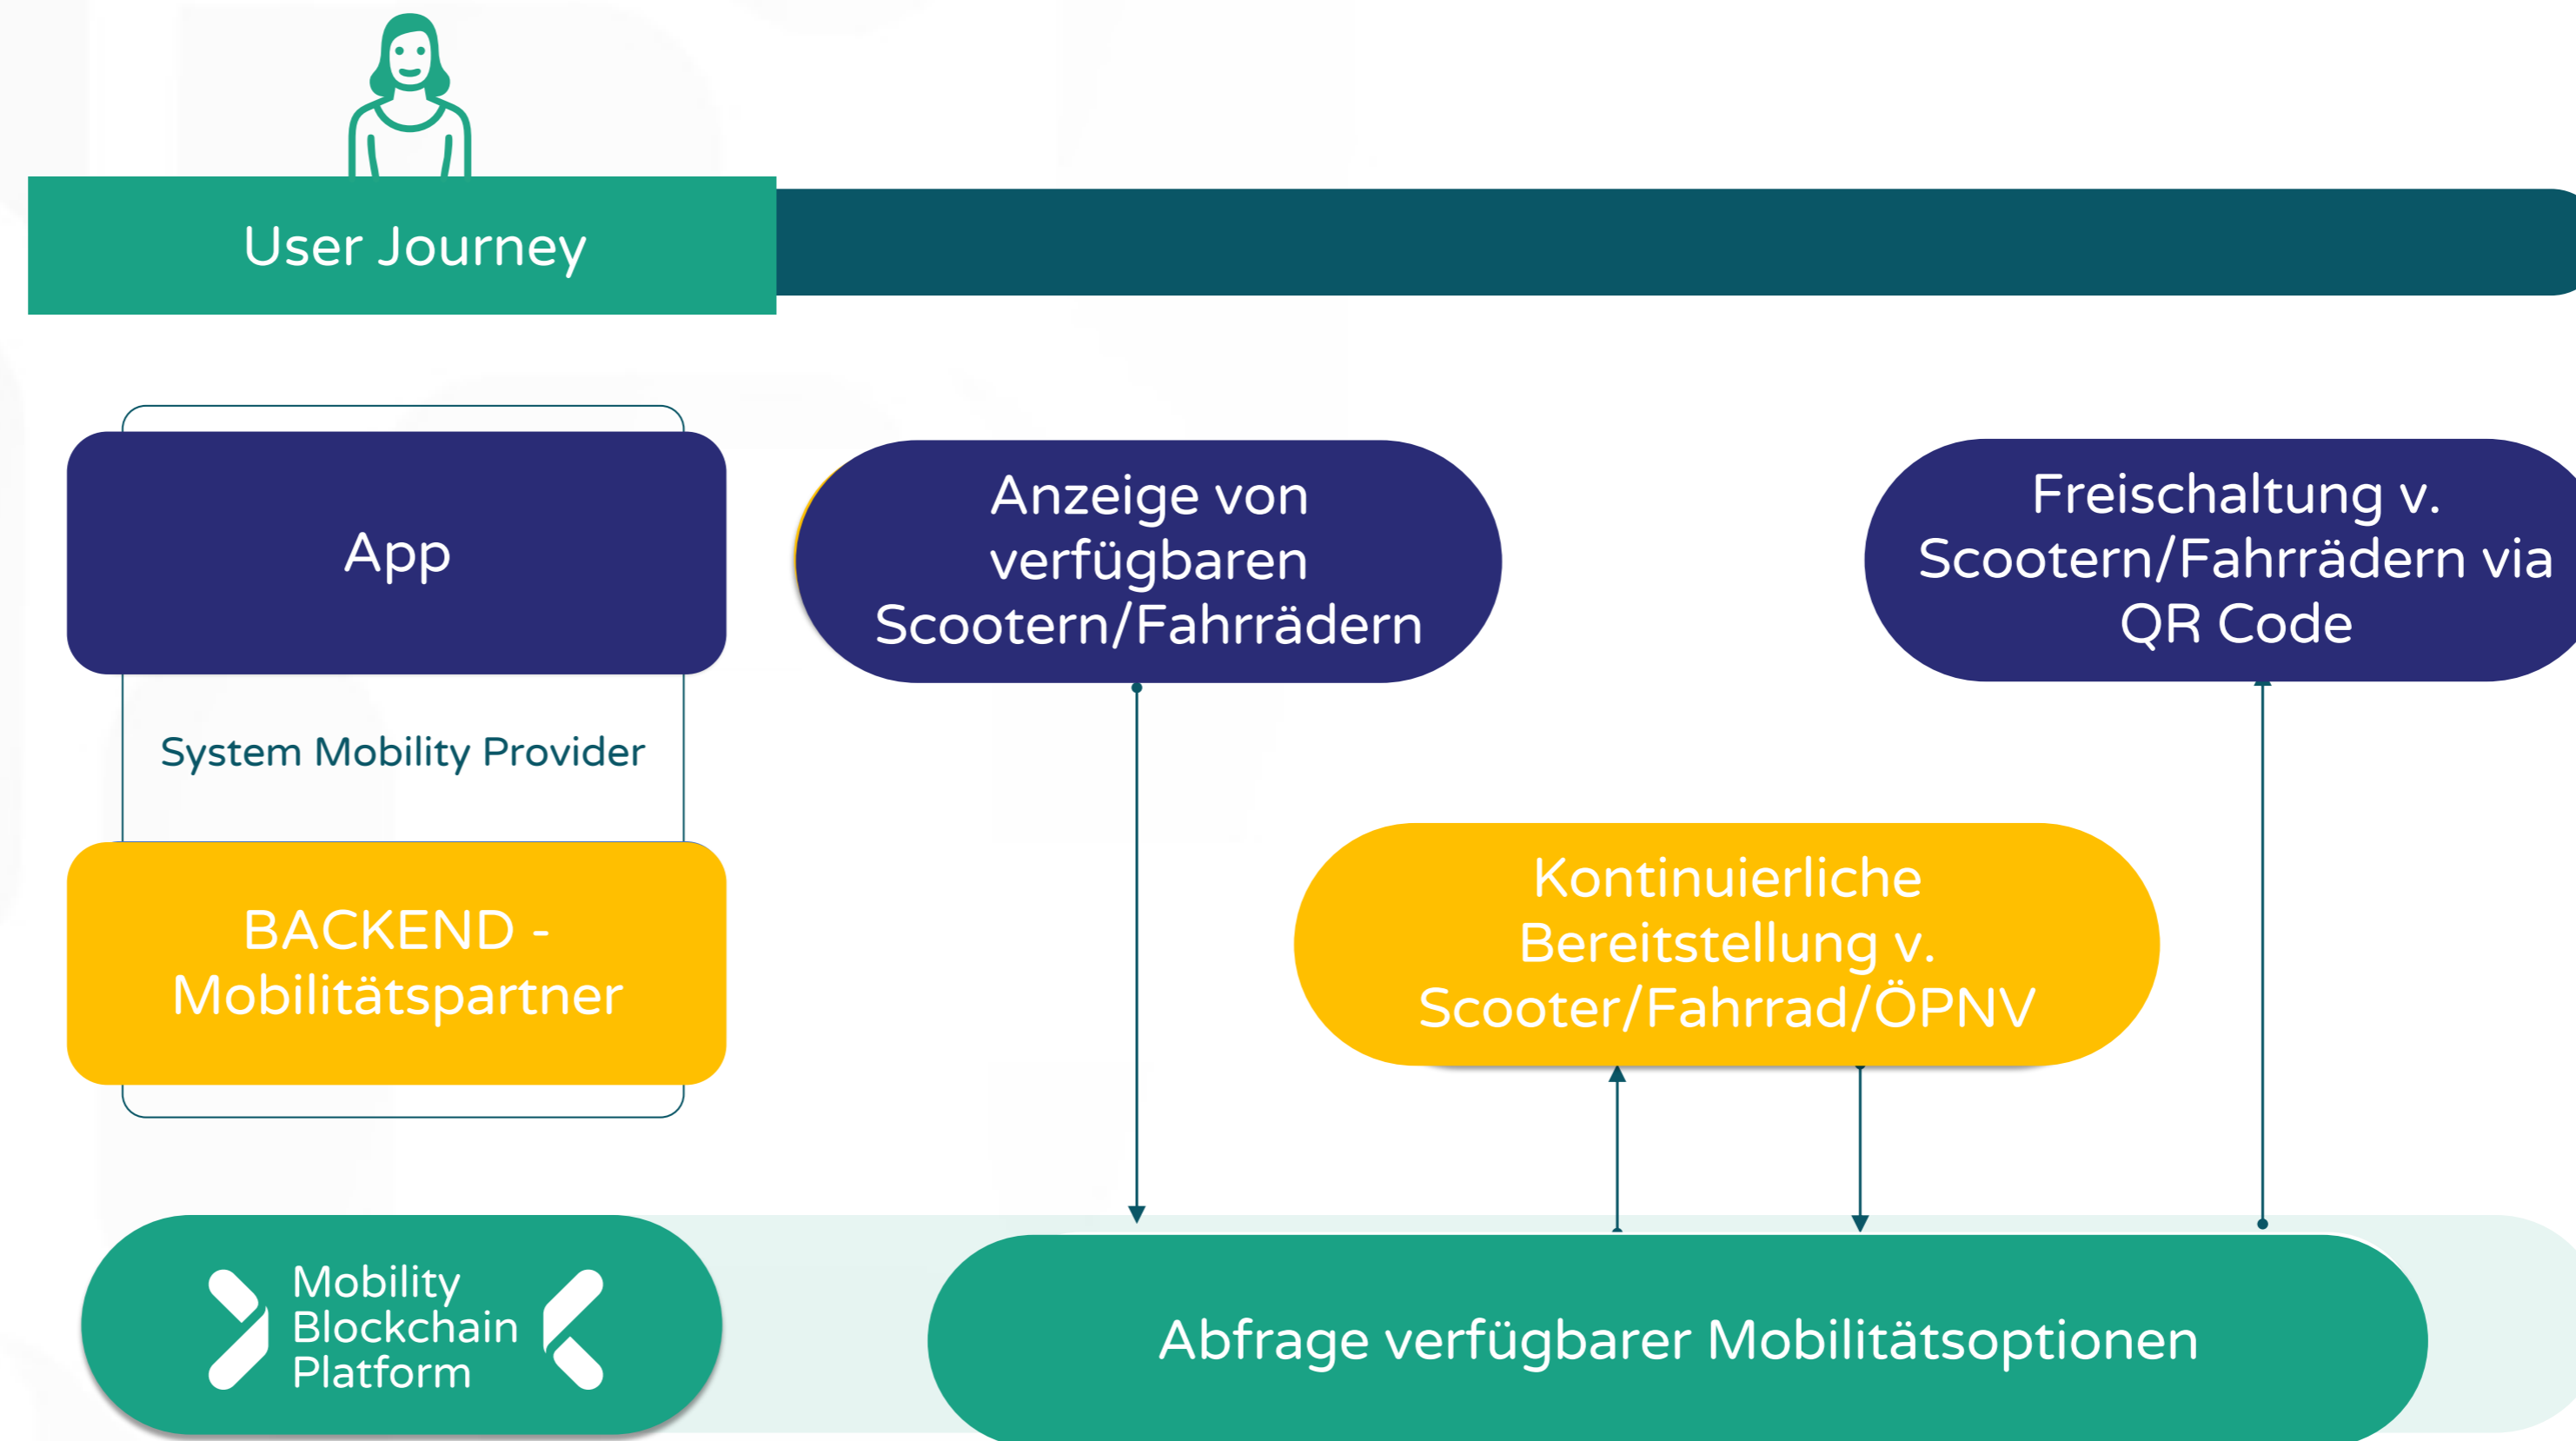 User Journey
App
System Mobility Provider
BACKEND -
Mobilitätspartner
Anzeige von
verfügbaren
Scootern/Fahrrädern
Freischaltung v.
Scootern/Fahrrädern via
QR Code
Kontinuierliche
Bereitstellung v.
Scooter/Fahrrad/ÖPNV
Mobility
Blockchain
Platform
Abfrage verfügbarer Mobilitätsoptionen